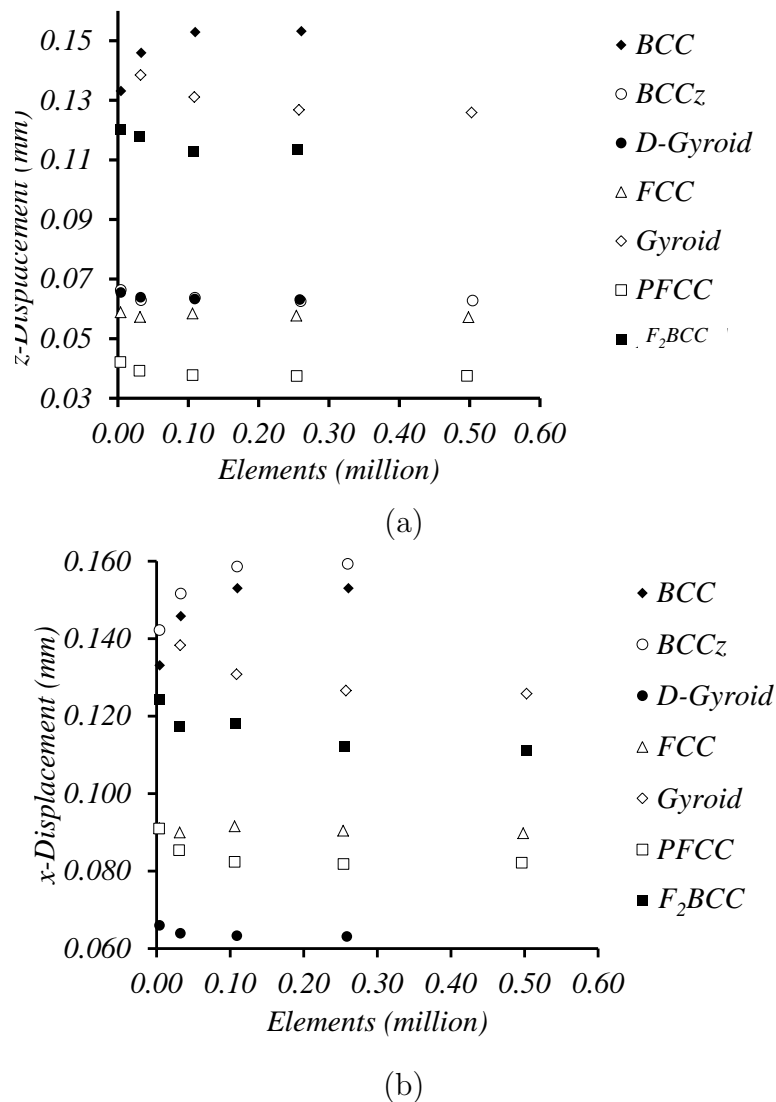 z-Displacement (mm)
0.15
0.13
0.11
0.09
0.07
0.05
0.03
0.00 0.10 0.20 0.30 0.40 0.50 0.60
Elements (million)
BCC
BCCz
D-Gyroid
FCC
Gyroid
PFCC
F₂BCC
(a)
x-Displacement (mm)
0.160
0.140
0.120
0.100
0.080
0.060
0.00 0.10 0.20 0.30 0.40 0.50 0.60
Elements (million)
BCC
BCCz
D-Gyroid
FCC
Gyroid
PFCC
F₂BCC
(b)